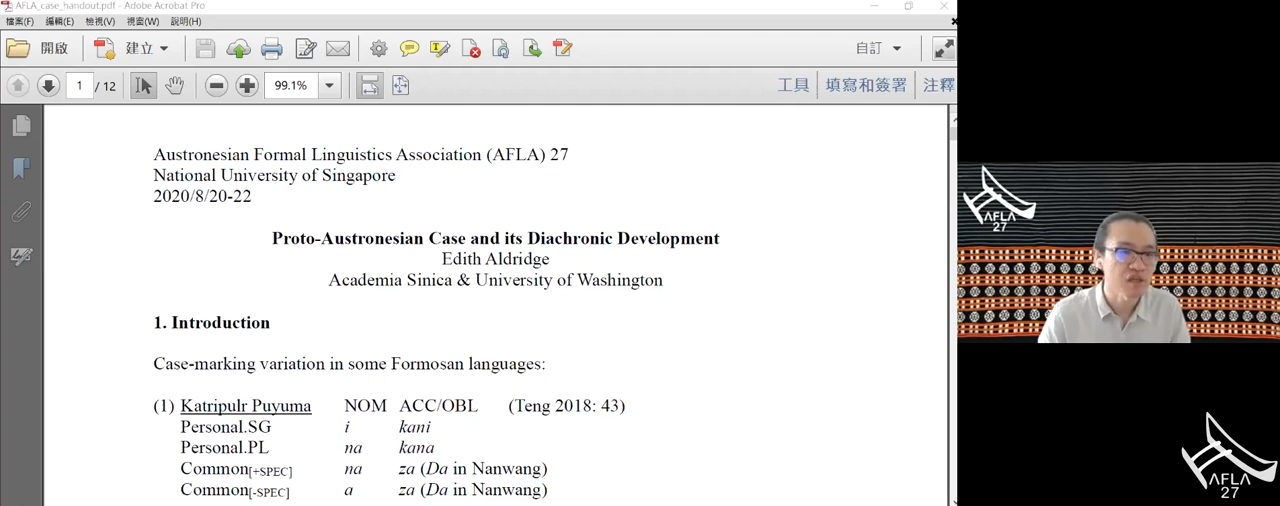 AFLA_case_handout.pdf - Adobe Acrobat Pro
檔案(F) 編輯(E) 檢視(V) 視窗(W) 說明(H)
開啟 建立 自訂
1 / 12 99.1% 工具 填寫和簽署 注釋
Austronesian Formal Linguistics Association (AFLA) 27
National University of Singapore
2020/8/20-22
Proto-Austronesian Case and its Diachronic Development
Edith Aldridge
Academia Sinica & University of Washington
1. Introduction
Case-marking variation in some Formosan languages:
(1) Katripulr Puyuma NOM ACC/OBL (Teng 2018: 43)
Personal.SG i kani
Personal.PL na kana
Common[+SPEC] na za (Da in Nanwang)
Common[-SPEC] a za (Da in Nanwang)
AFLA
27
AFLA
27